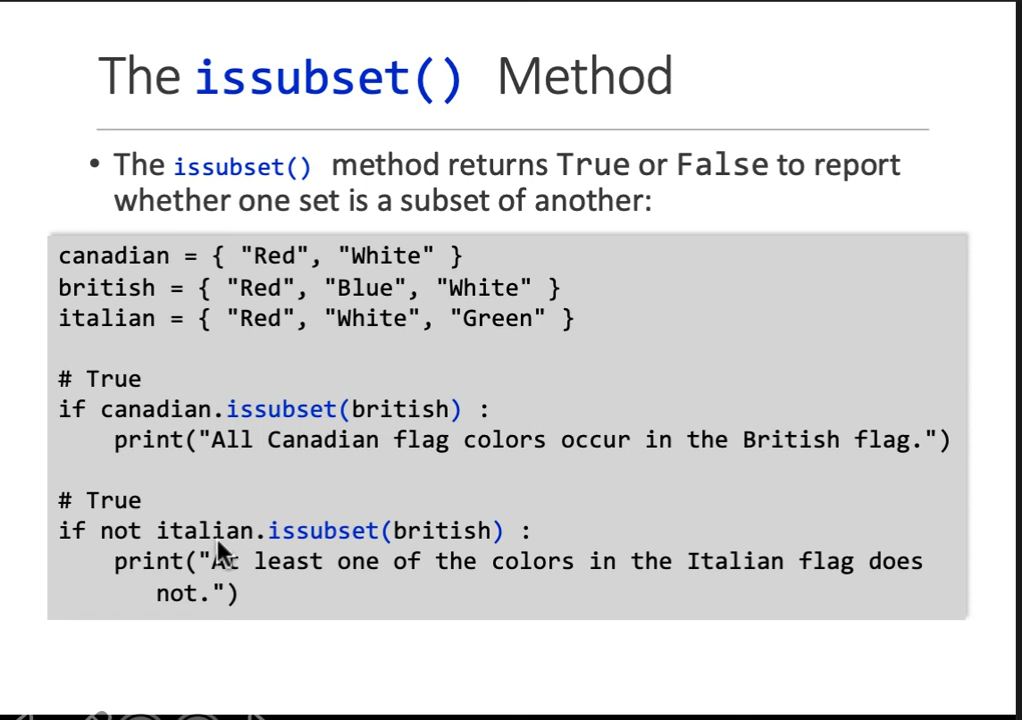 The issubset() Method
• The issubset() method returns True or False to report
whether one set is a subset of another:
canadian = { "Red", "White" }
british = { "Red", "Blue", "White" }
italian = { "Red", "White", "Green" }
# True
if canadian.issubset(british) :
    print("All Canadian flag colors occur in the British flag.")
# True
if not italian.issubset(british) :
    print("At least one of the colors in the Italian flag does
       not.")